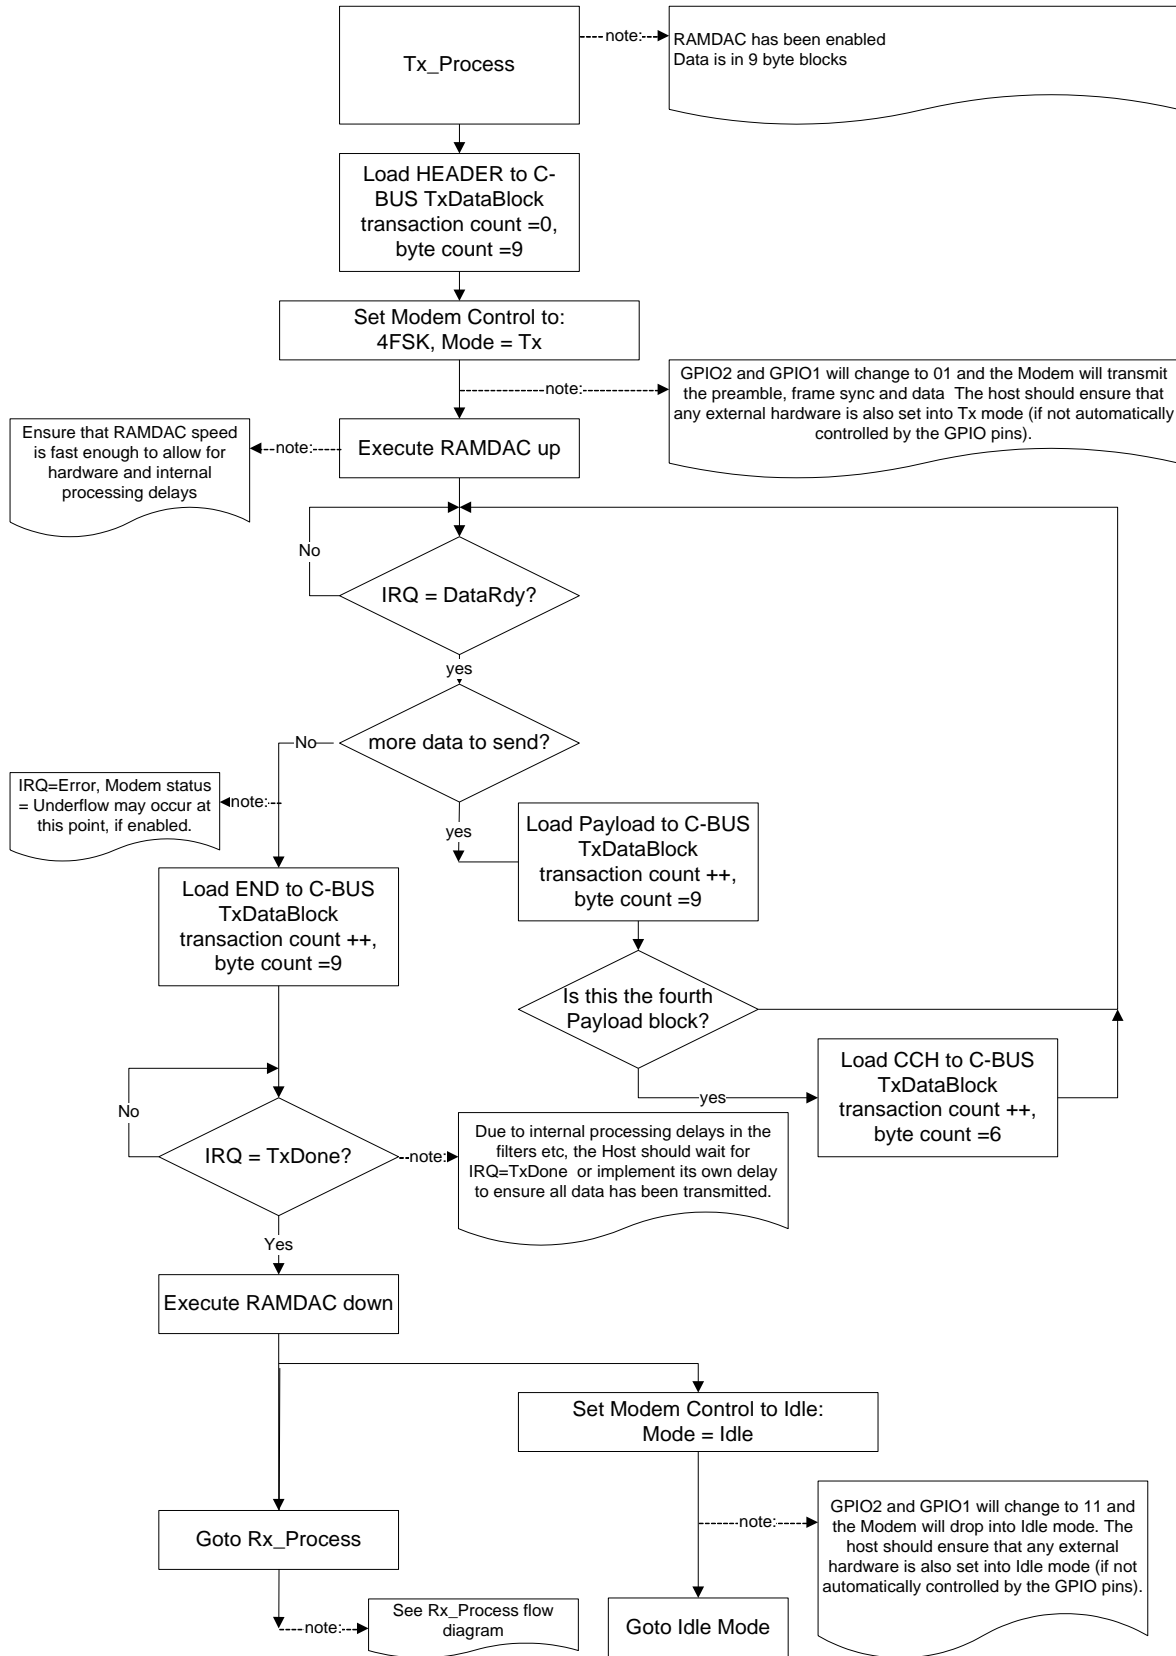 Tx_Process
note:
RAMDAC has been enabled
Data is in 9 byte blocks
Load HEADER to C-
BUS TxDataBlock
transaction count =0,
byte count =9
Set Modem Control to:
4FSK, Mode = Tx
note:
GPIO2 and GPIO1 will change to 01 and the Modem will transmit
the preamble, frame sync and data  The host should ensure that
any external hardware is also set into Tx mode (if not automatically
controlled by the GPIO pins).
Ensure that RAMDAC speed
is fast enough to allow for
hardware and internal
processing delays
note:
Execute RAMDAC up
No
IRQ = DataRdy?
yes
more data to send?
No
IRQ=Error, Modem status
= Underflow may occur at
this point, if enabled.
note:
yes
Load Payload to C-BUS
TxDataBlock
transaction count ++,
byte count =9
Load END to C-BUS
TxDataBlock
transaction count ++,
byte count =9
Is this the fourth
Payload block?
yes
Load CCH to C-BUS
TxDataBlock
transaction count ++,
byte count =6
No
IRQ = TxDone?
note:
Due to internal processing delays in the
filters etc, the Host should wait for
IRQ=TxDone  or implement its own delay
to ensure all data has been transmitted.
Yes
Execute RAMDAC down
Set Modem Control to Idle:
Mode = Idle
Goto Rx_Process
note:
GPIO2 and GPIO1 will change to 11 and
the Modem will drop into Idle mode. The
host should ensure that any external
hardware is also set into Idle mode (if not
automatically controlled by the GPIO pins).
note:
See Rx_Process flow
diagram
Goto Idle Mode